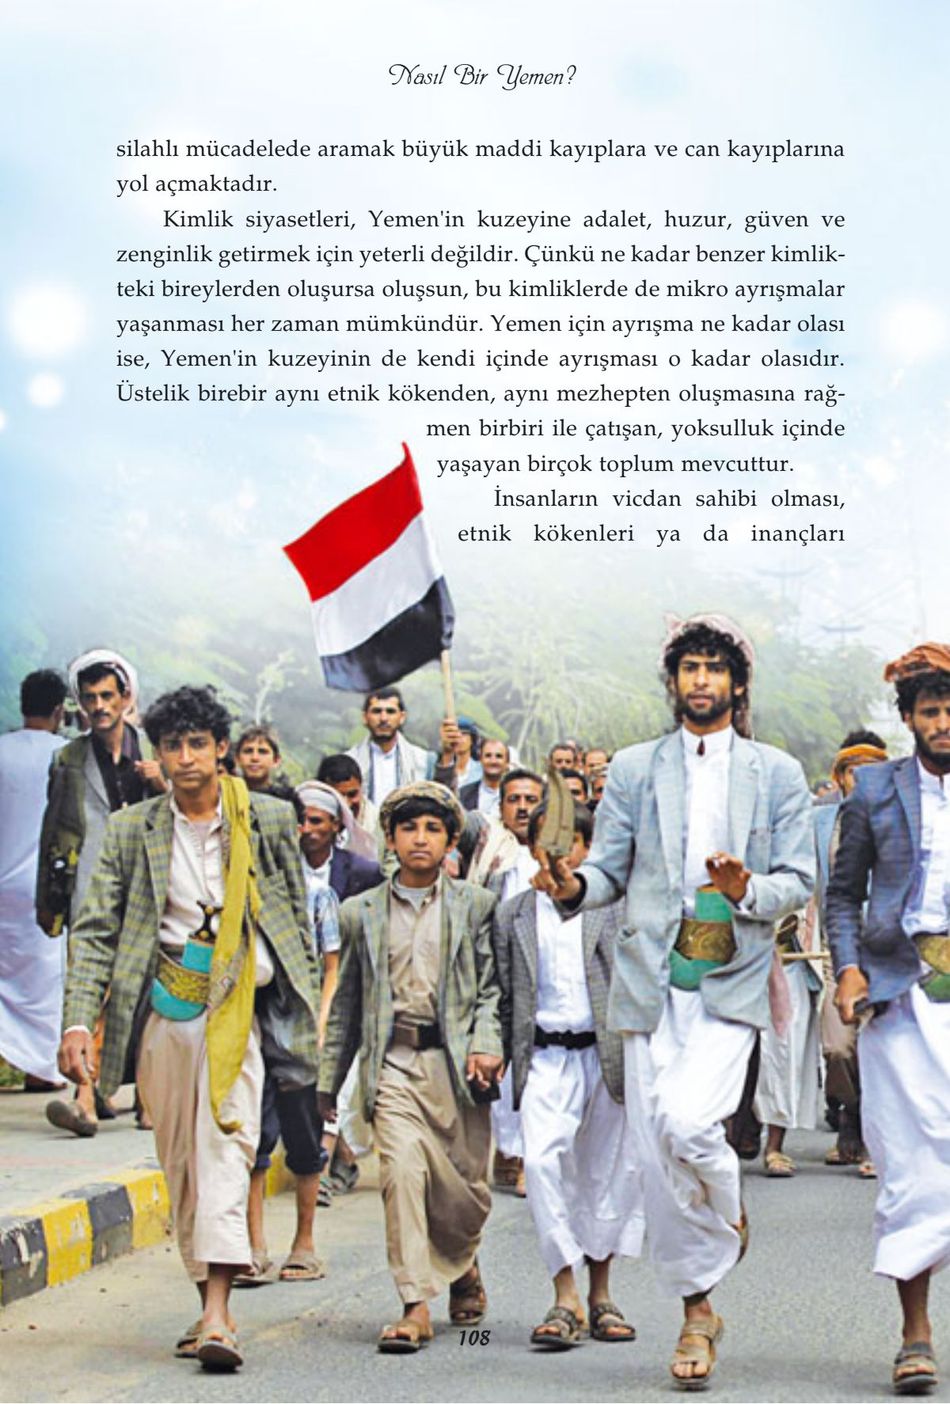 Nasıl Bir Yemen?
silahlı mücadelede aramak büyük maddi kayıplara ve can kayıplarına
yol açmaktadır.
Kimlik siyasetleri, Yemen'in kuzeyine adalet, huzur, güven ve
zenginlik getirmek için yeterli değildir. Çünkü ne kadar benzer kimlik-
teki bireylerden oluşursa oluşsun, bu kimliklerde de mikro ayrışmalar
yaşanması her zaman mümkündür. Yemen için ayrışma ne kadar olası
ise, Yemen'in kuzeyinin de kendi içinde ayrışması o kadar olasıdır.
Üstelik birebir aynı etnik kökenden, aynı mezhepten oluşmasına rağ-
men birbiri ile çatışan, yoksulluk içinde
yaşayan birçok toplum mevcuttur.
İnsanların vicdan sahibi olması,
etnik kökenleri ya da inançları
108